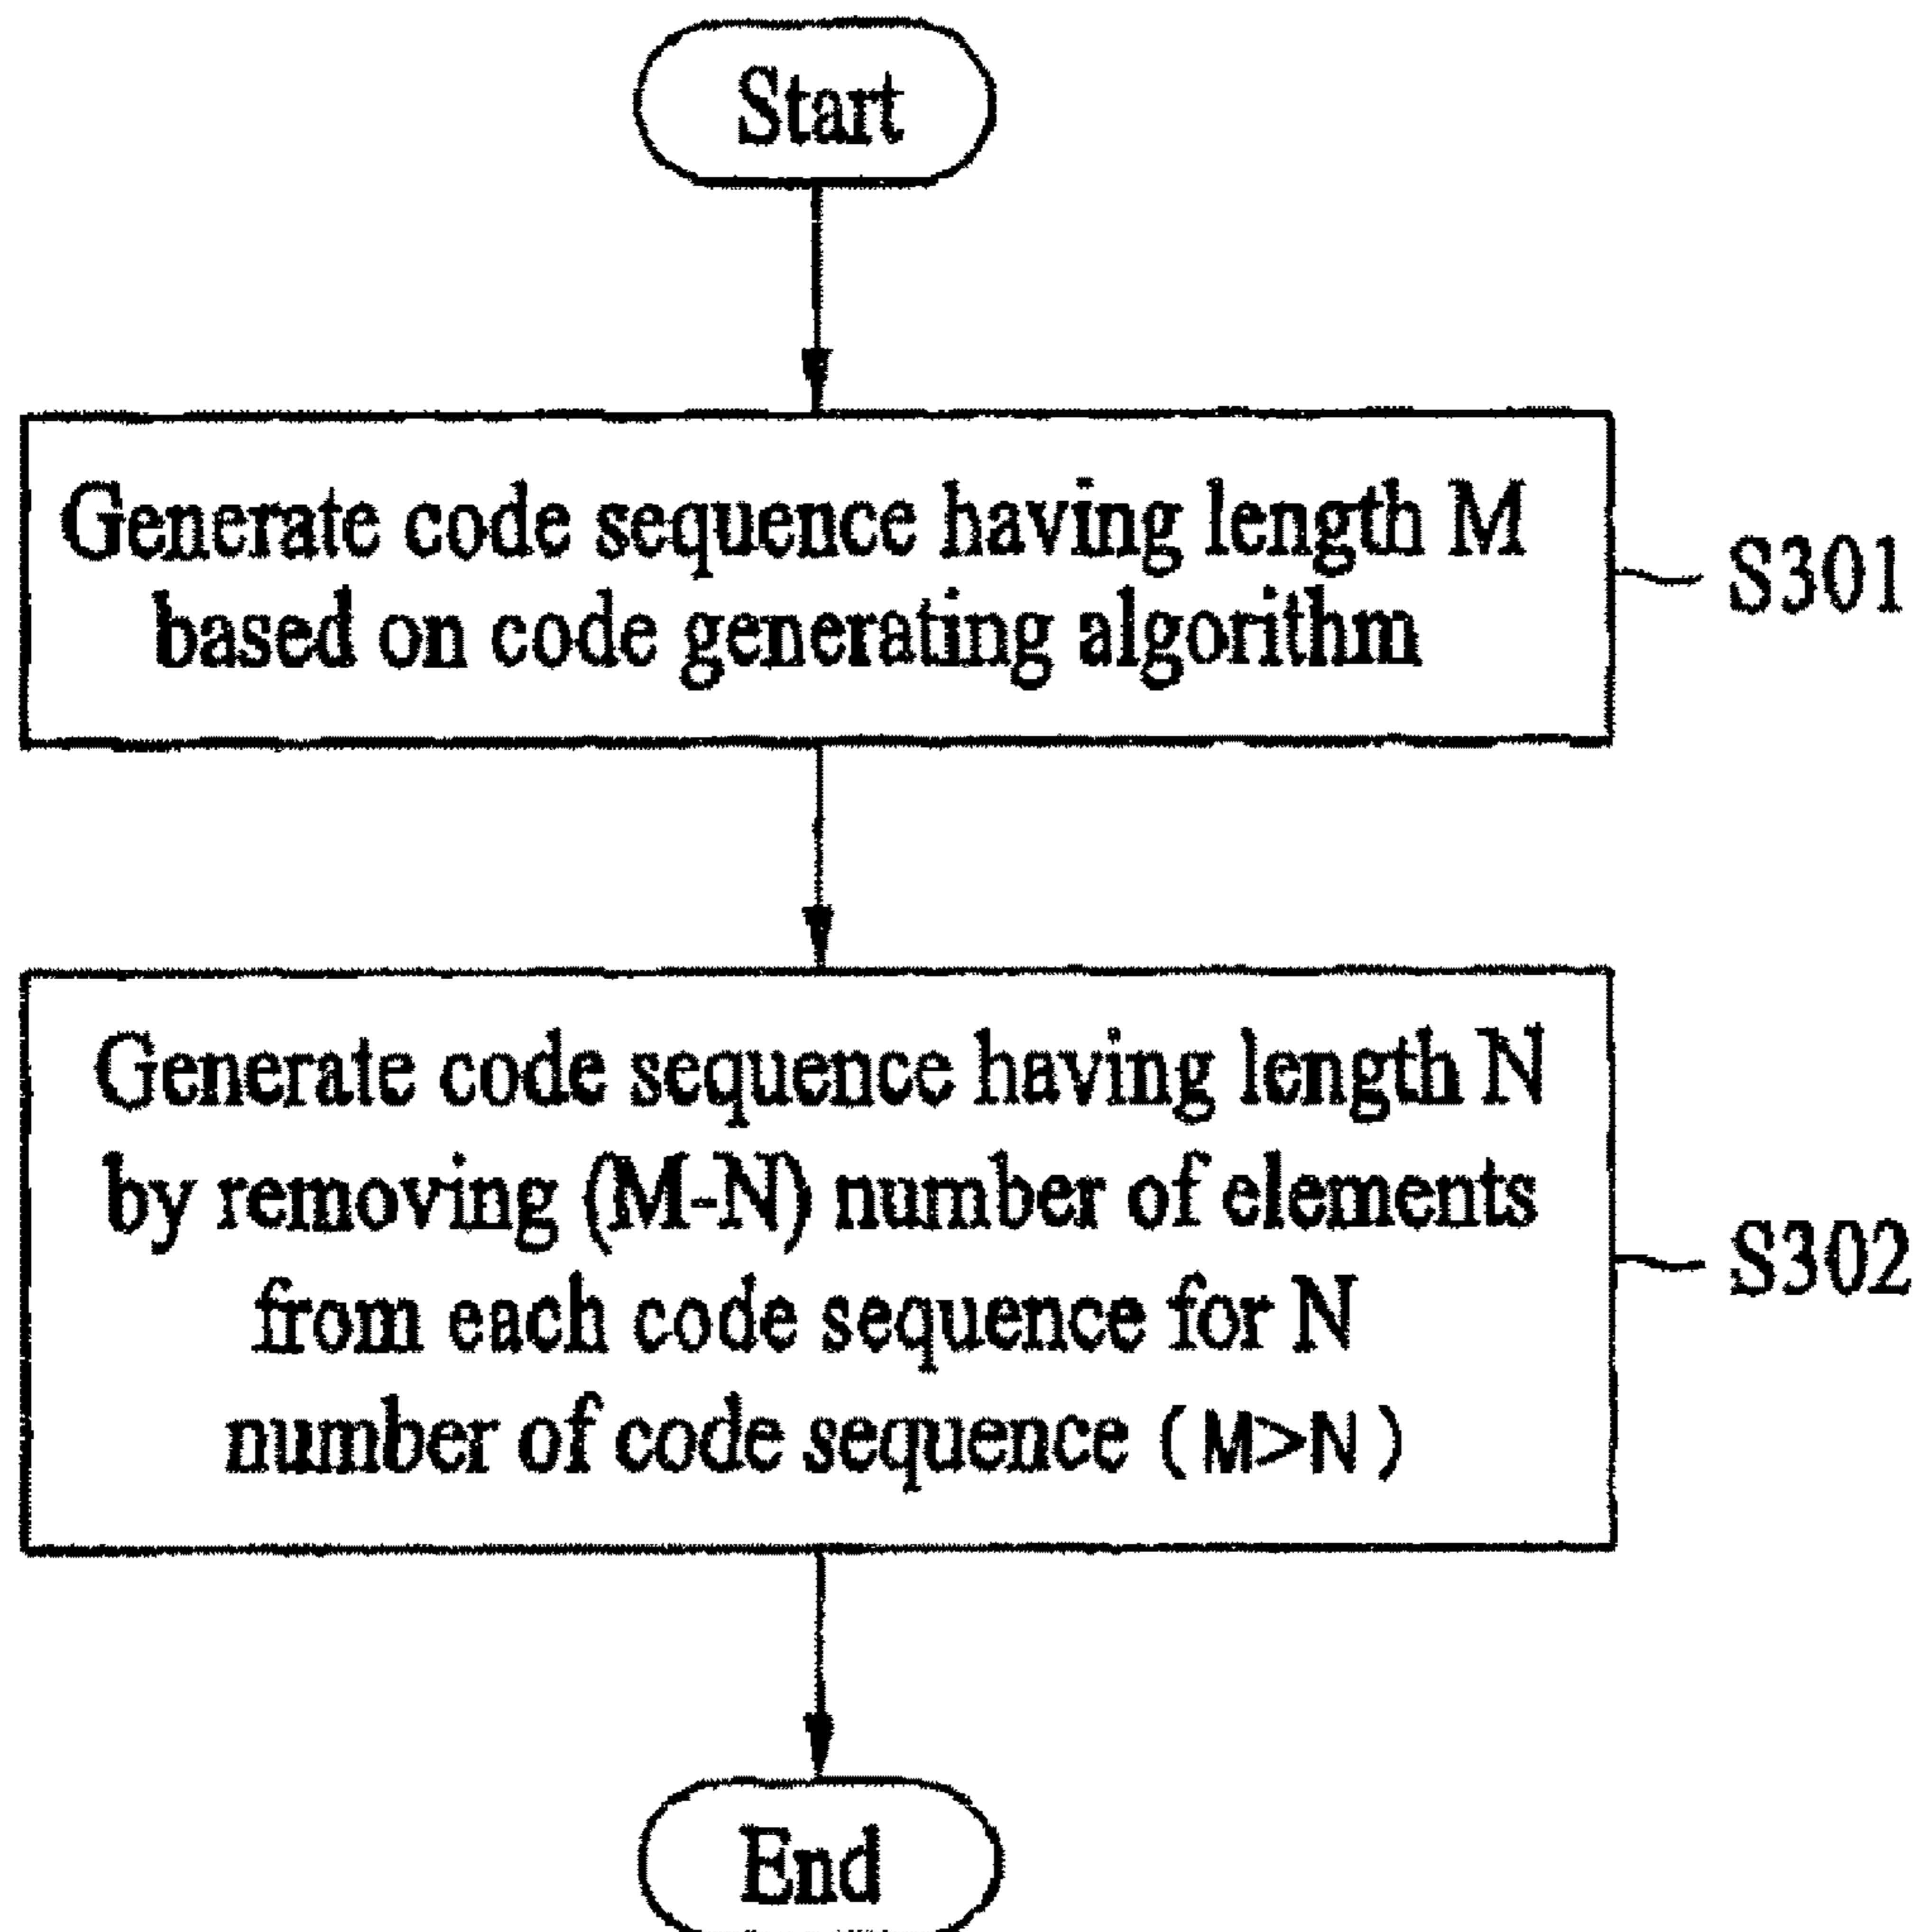 Start
Generate code sequence having length M
based on code generating algorithm
S301
Generate code sequence having length N
by removing (M-N) number of elements
from each code sequence for N
number of code sequence (M>N)
S302
End